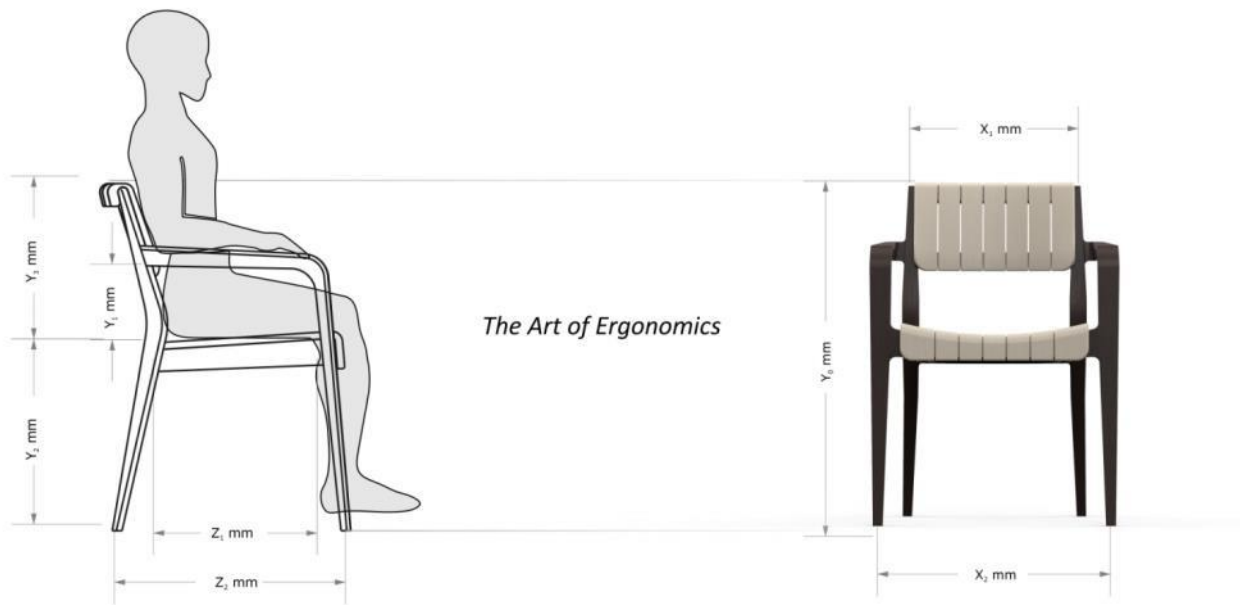 X₁ mm
Y₃ mm
Y₁ mm
The Art of Ergonomics
Y₀ mm
Y₂ mm
Z₁ mm
Z₂ mm
X₂ mm